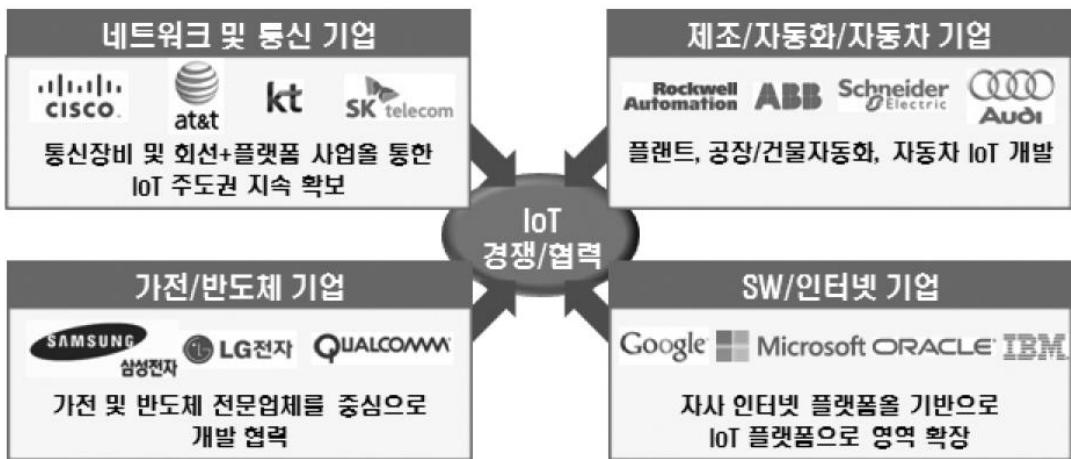 네트워크 및 통신 기업
CISCO
at&t
kt
SK telecom
통신장비 및 회선+플랫폼 사업을 통한
IoT 주도권 지속 확보
제조/자동화/자동차 기업
Rockwell
Automation
ABB
Schneider
Electric
Audi
플랜트, 공장/건물자동화, 자동차 IoT 개발
IoT
경쟁/협력
가전/반도체 기업
SAMSUNG
삼성전자
LG전자
QUALCOMM
가전 및 반도체 전문업체를 중심으로
개발 협력
SW/인터넷 기업
Google Microsoft ORACLE IBM
자사 인터넷 플랫폼을 기반으로
IoT 플랫폼으로 영역 확장